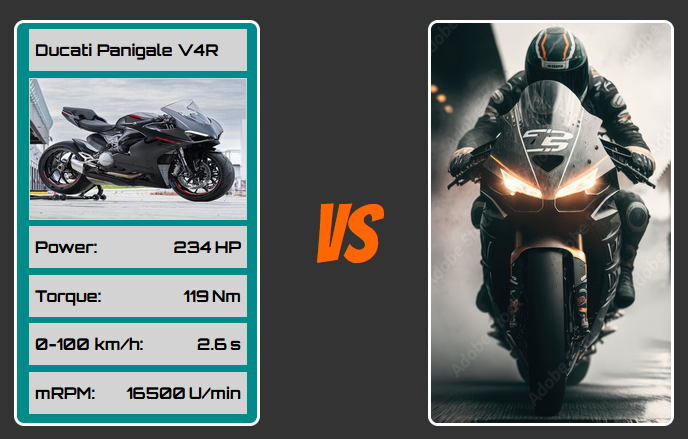 Ducati Panigale V4R
VS
Power: 234 HP
Torque: 119 Nm
0-100 km/h: 2.6 s
mRPM: 16500 U/min